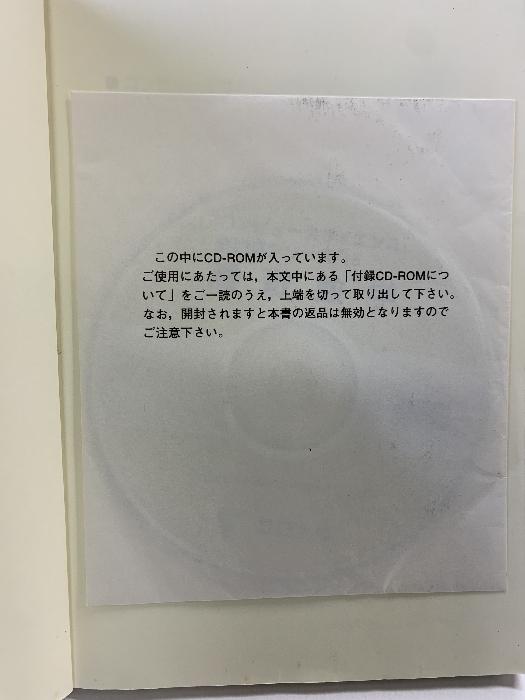 この中にCD-ROMが入っています。
ご使用にあたっては，本文中にある「付録CD-ROMにつ
いて」をご一読のうえ，上端を切って取り出して下さい。
なお，開封されますと本書の返品は無効となりますので
ご注意下さい。